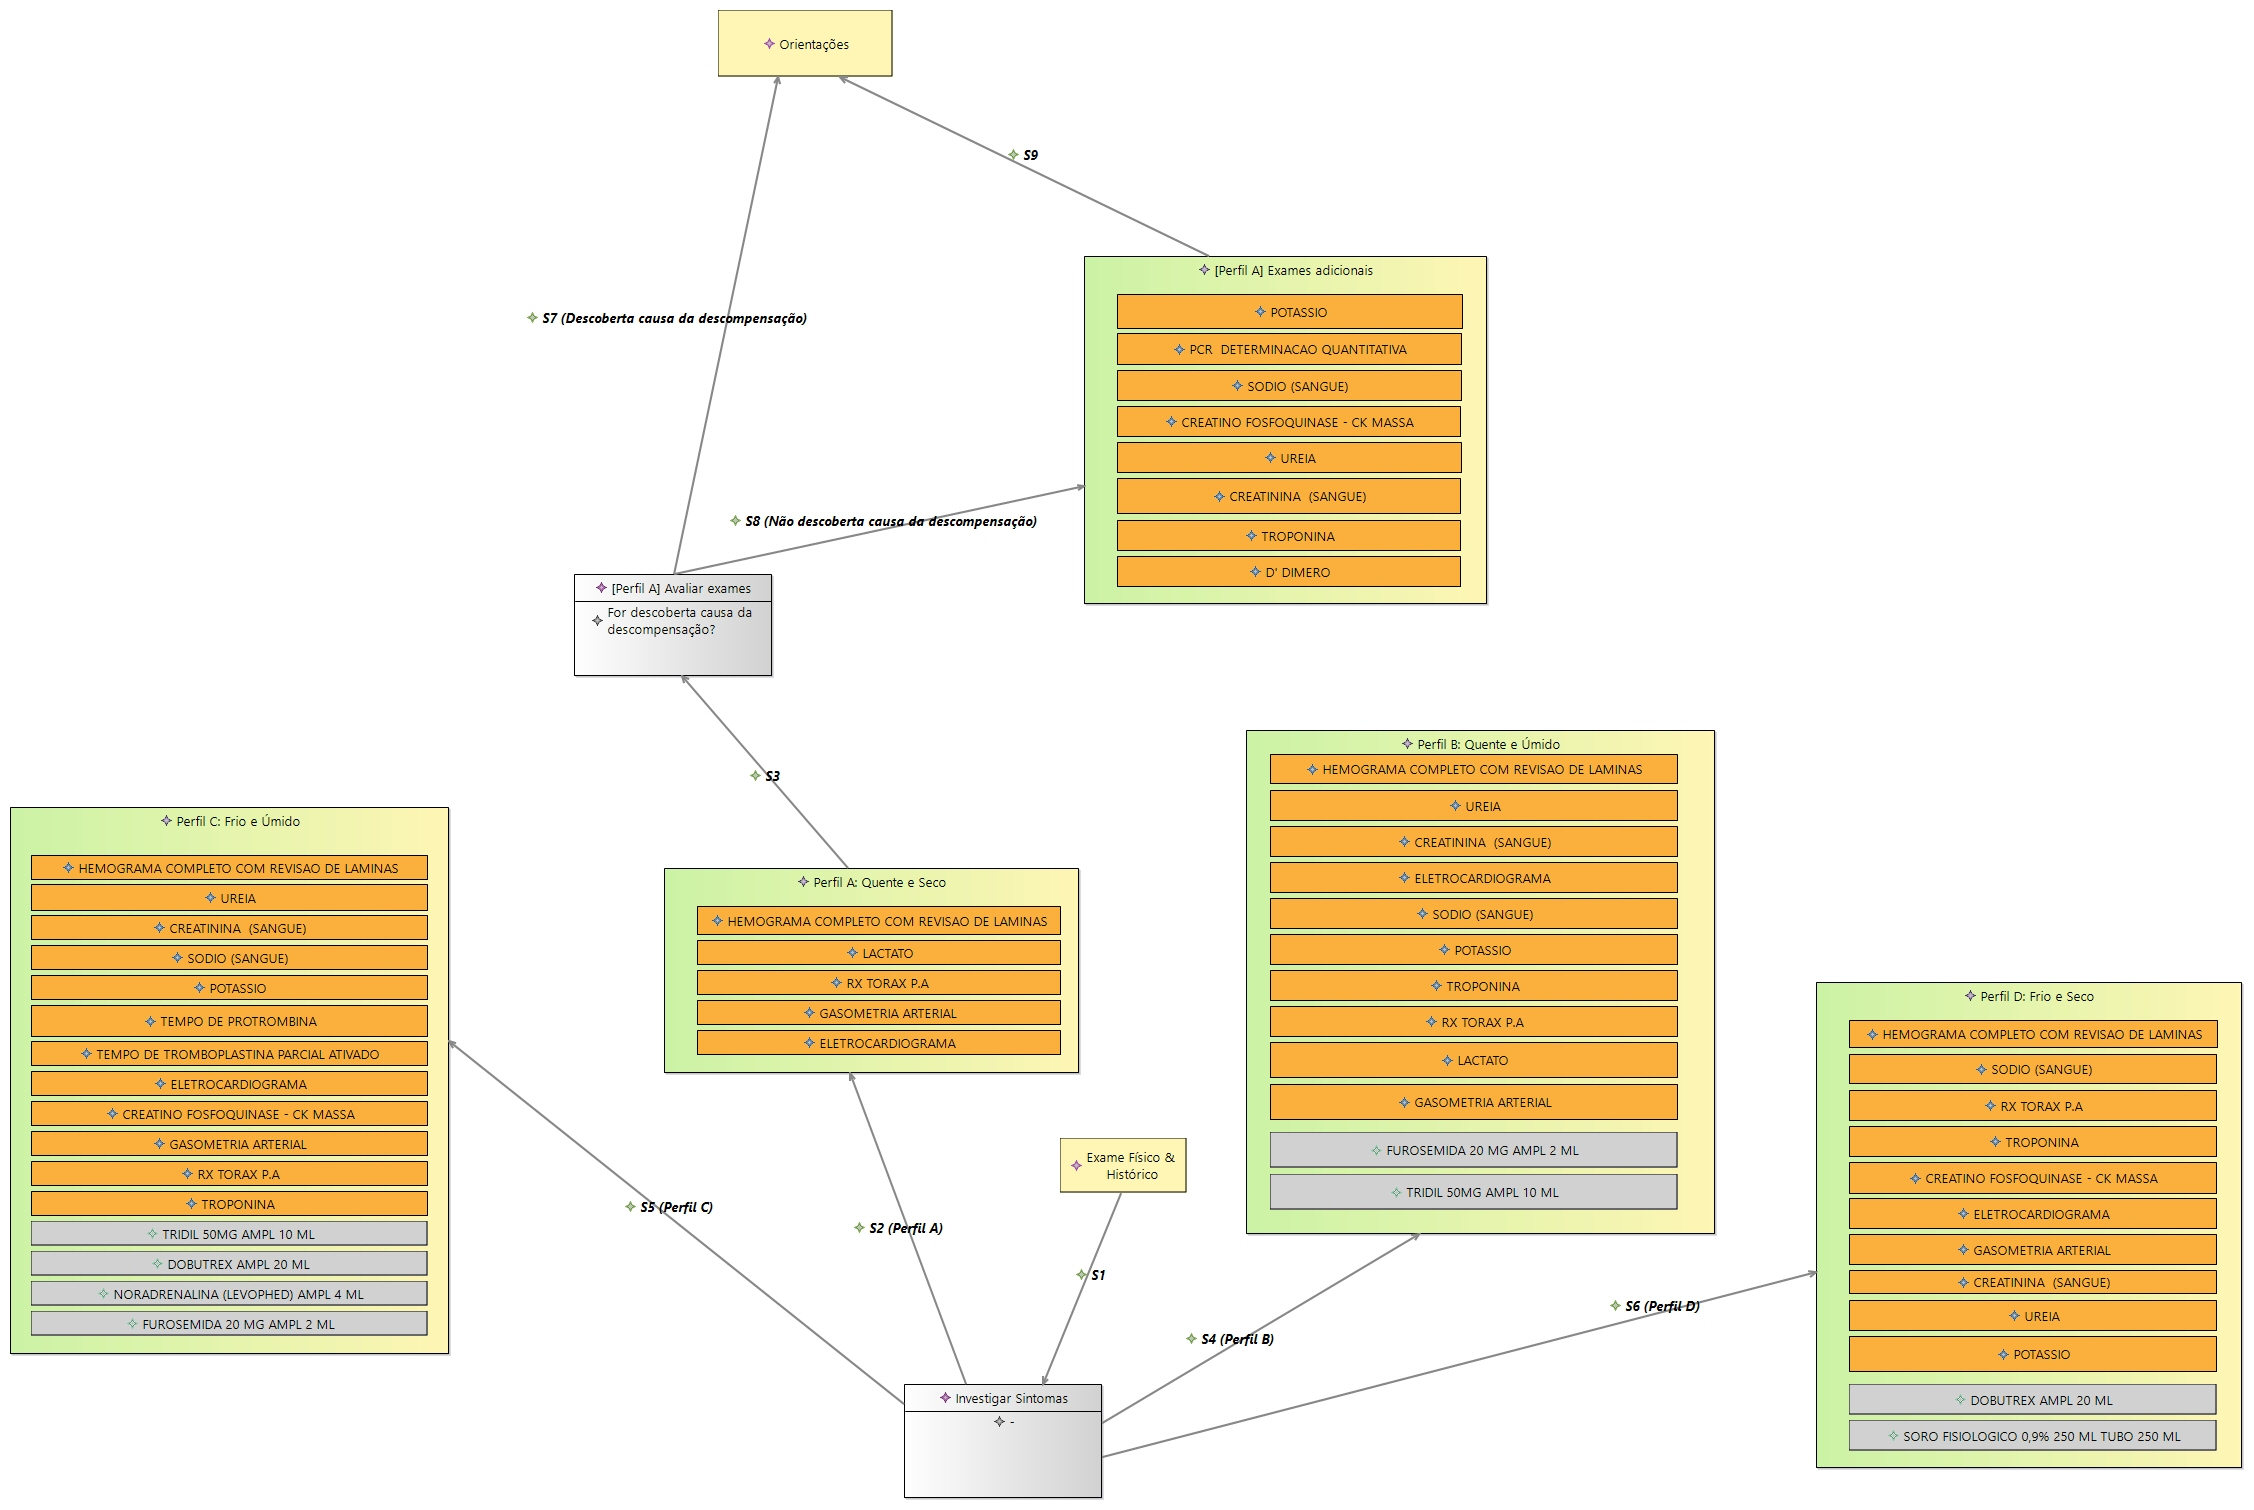 Orientações
S9
[Perfil A] Exames adicionais
POTASSIO
PCR  DETERMINACAO QUANTITATIVA
SODIO (SANGUE)
CREATINO FOSFOQUINASE - CK MASSA
UREIA
CREATININA  (SANGUE)
TROPONINA
D' DIMERO
S7 (Descoberta causa da descompensação)
S8 (Não descoberta causa da descompensação)
[Perfil A] Avaliar exames
For descoberta causa da
descompensação?
S3
Perfil C: Frio e Úmido
HEMOGRAMA COMPLETO COM REVISAO DE LAMINAS
UREIA
CREATININA  (SANGUE)
SODIO (SANGUE)
POTASSIO
TEMPO DE PROTROMBINA
TEMPO DE TROMBOPLASTINA PARCIAL ATIVADO
ELETROCARDIOGRAMA
CREATINO FOSFOQUINASE - CK MASSA
GASOMETRIA ARTERIAL
RX TORAX P.A
TROPONINA
TRIDIL 50MG AMPL 10 ML
DOBUTREX AMPL 20 ML
NORADRENALINA (LEVOPHED) AMPL 4 ML
FUROSEMIDA 20 MG AMPL 2 ML
Perfil A: Quente e Seco
HEMOGRAMA COMPLETO COM REVISAO DE LAMINAS
LACTATO
RX TORAX P.A
GASOMETRIA ARTERIAL
ELETROCARDIOGRAMA
Perfil B: Quente e Úmido
HEMOGRAMA COMPLETO COM REVISAO DE LAMINAS
UREIA
CREATININA  (SANGUE)
ELETROCARDIOGRAMA
SODIO (SANGUE)
POTASSIO
TROPONINA
RX TORAX P.A
LACTATO
GASOMETRIA ARTERIAL
FUROSEMIDA 20 MG AMPL 2 ML
TRIDIL 50MG AMPL 10 ML
Perfil D: Frio e Seco
HEMOGRAMA COMPLETO COM REVISAO DE LAMINAS
SODIO (SANGUE)
RX TORAX P.A
TROPONINA
CREATINO FOSFOQUINASE - CK MASSA
ELETROCARDIOGRAMA
GASOMETRIA ARTERIAL
CREATININA  (SANGUE)
UREIA
POTASSIO
DOBUTREX AMPL 20 ML
SORO FISIOLOGICO 0,9% 250 ML TUBO 250 ML
Exame Físico &
Histórico
S5 (Perfil C)
S2 (Perfil A)
S1
S4 (Perfil B)
S6 (Perfil D)
Investigar Sintomas
-